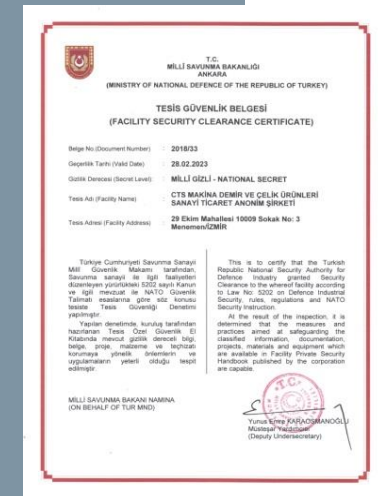 T.C.
MİLLÎ SAVUNMA BAKANLIĞI
ANKARA
(MINISTRY OF NATIONAL DEFENCE OF THE REPUBLIC OF TURKEY)
TESİS GÜVENLİK BELGESİ
(FACILITY SECURITY CLEARANCE CERTIFICATE)
Belge No.(Document Number) : 2018/33
Geçerlilik Tarihi (Valid Date) : 28.02.2023
Gizlilik Derecesi (Secret Level) : MİLLÎ GİZLİ - NATIONAL SECRET
Tesis Adı (Facility Name) : CTS MAKİNA DEMİR VE ÇELİK ÜRÜNLERİ
SANAYİ TİCARET ANONİM ŞİRKETİ
Tesis Adresi (Facility Address) : 29 Ekim Mahallesi 10009 Sokak No: 3
Menemen/İZMİR
Türkiye Cumhuriyeti Savunma Sanayi
Millî Güvenlik Makamı tarafından,
Savunma sanayii ile ilgili faaliyetleri
düzenleyen yürürlükteki 5202 sayılı Kanun
ve ilgili mevzuat ile NATO Güvenlik
Talimatı esaslarına göre söz konusu
tesiste Tesis Güvenliği Denetimi
yapılmıştır.
Yapılan denetimde, kuruluş tarafından
hazırlanan Tesis Özel Güvenlik El
Kitabında mevcut gizlilik dereceli bilgi,
belge, proje, malzeme ve teçhizatı
korumaya yönelik önlemlerin ve
uygulamaların yeterli olduğu tespit
edilmiştir.
This is to certify that the Turkish
Republic National Security Authority for
Defence Industry granted Security
Clearance to the whereof facility according
to Law No: 5202 on Defence Industrial
Security, rules, regulations and NATO
Security Instruction.
At the result of the inspection, it is
determined that the measures and
practices aimed at safeguarding the
classified information, documentation,
projects, materials and equipment which
are available in Facility Private Security
Handbook published by the corporation
are capable.
MİLLÎ SAVUNMA BAKANI NAMINA
(ON BEHALF OF TUR MND)
T.C.
Yunus Emre KARAOSMANOĞLU
Müsteşar Yardımcısı
(Deputy Undersecretary)